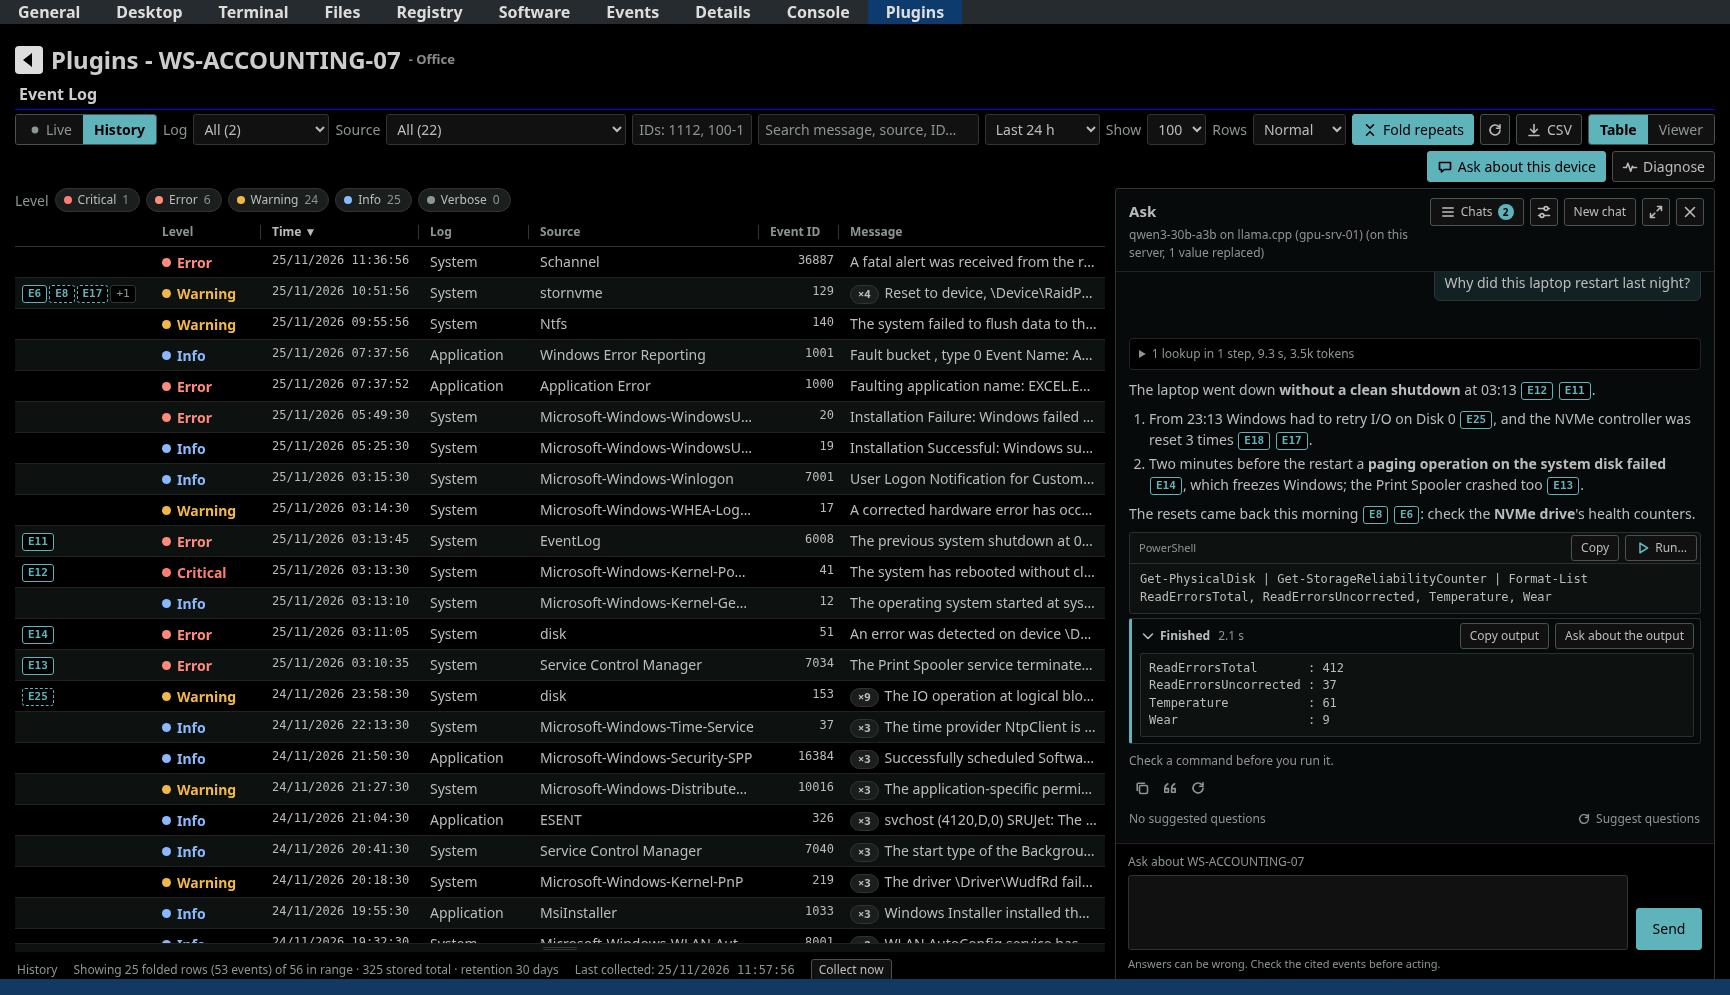 General Desktop Terminal Files Registry Software Events Details Console Plugins
Plugins - WS-ACCOUNTING-07 - Office
Event Log
Live History Log All (2) Source All (22) IDs: 1112, 100-1 Search message, source, ID... Last 24 h Show 100 Rows Normal Fold repeats CSV Table Viewer
Ask about this device Diagnose
Level Critical 1 Error 6 Warning 24 Info 25 Verbose 0
Level Time ▼ Log Source Event ID Message
Error 25/11/2026 11:36:56 System Schannel 36887 A fatal alert was received from the r...
E6 E8 E17 +1 Warning 25/11/2026 10:51:56 System stornvme 129 ×4 Reset to device, \Device\RaidP...
Warning 25/11/2026 09:55:56 System Ntfs 140 The system failed to flush data to th...
Info 25/11/2026 07:37:56 Application Windows Error Reporting 1001 Fault bucket , type 0 Event Name: A...
Error 25/11/2026 07:37:52 Application Application Error 1000 Faulting application name: EXCEL.E...
Error 25/11/2026 05:49:30 System Microsoft-Windows-WindowsU... 20 Installation Failure: Windows failed ...
Info 25/11/2026 05:25:30 System Microsoft-Windows-WindowsU... 19 Installation Successful: Windows su...
Info 25/11/2026 03:15:30 System Microsoft-Windows-Winlogon 7001 User Logon Notification for Custom...
Warning 25/11/2026 03:14:30 System Microsoft-Windows-WHEA-Log... 17 A corrected hardware error has occ...
E11 Error 25/11/2026 03:13:45 System EventLog 6008 The previous system shutdown at 0...
E12 Critical 25/11/2026 03:13:30 System Microsoft-Windows-Kernel-Po... 41 The system has rebooted without cl...
Info 25/11/2026 03:13:10 System Microsoft-Windows-Kernel-Ge... 12 The operating system started at sys...
E14 Error 25/11/2026 03:11:05 System disk 51 An error was detected on device \D...
E13 Error 25/11/2026 03:10:35 System Service Control Manager 7034 The Print Spooler service terminate...
E25 Warning 24/11/2026 23:58:30 System disk 153 ×9 The IO operation at logical blo...
Info 24/11/2026 22:13:30 System Microsoft-Windows-Time-Service 37 ×3 The time provider NtpClient is ...
Info 24/11/2026 21:50:30 Application Microsoft-Windows-Security-SPP 16384 ×3 Successfully scheduled Softwa...
Warning 24/11/2026 21:27:30 System Microsoft-Windows-Distribute... 10016 ×3 The application-specific permi...
Info 24/11/2026 21:04:30 Application ESENT 326 ×3 svchost (4120,D,0) SRUJet: The ...
Info 24/11/2026 20:41:30 System Service Control Manager 7040 ×3 The start type of the Backgrou...
Warning 24/11/2026 20:18:30 System Microsoft-Windows-Kernel-PnP 219 ×3 The driver \Driver\WudfRd fail...
Info 24/11/2026 19:55:30 Application MsiInstaller 1033 ×3 Windows Installer installed th...
Info 24/11/2026 19:32:30 System Microsoft-Windows-WLAN-Aut... 8001 WLAN AutoConfig service has...
History Showing 25 folded rows (53 events) of 56 in range · 325 stored total · retention 30 days Last collected: 25/11/2026 11:57:56 Collect now
Ask Chats 2 New chat
qwen3-30b-a3b on llama.cpp (gpu-srv-01) (on this
server, 1 value replaced)
Why did this laptop restart last night?
1 lookup in 1 step, 9.3 s, 3.5k tokens
The laptop went down without a clean shutdown at 03:13 E12 E11.
1. From 23:13 Windows had to retry I/O on Disk 0 E25, and the NVMe controller was
reset 3 times E18 E17.
2. Two minutes before the restart a paging operation on the system disk failed
E14, which freezes Windows; the Print Spooler crashed too E13.
The resets came back this morning E8 E6: check the NVMe drive's health counters.
PowerShell Copy Run...
Get-PhysicalDisk | Get-StorageReliabilityCounter | Format-List
ReadErrorsTotal, ReadErrorsUncorrected, Temperature, Wear
Finished 2.1 s Copy output Ask about the output
ReadErrorsTotal : 412
ReadErrorsUncorrected : 37
Temperature : 61
Wear : 9
Check a command before you run it.
No suggested questions Suggest questions
Ask about WS-ACCOUNTING-07
Send
Answers can be wrong. Check the cited events before acting.